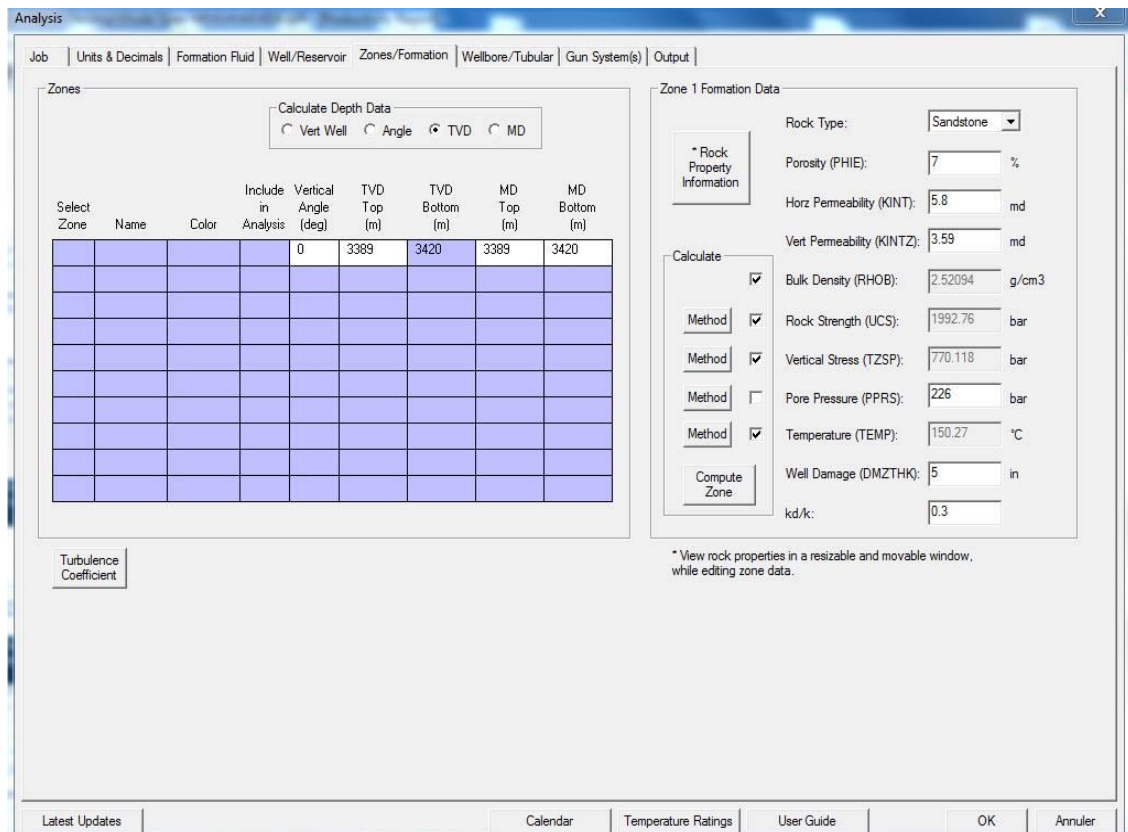 Analysis
X
Job Units & Decimals Formation Fluid Well/Reservoir Zones/Formation Wellbore/Tubular Gun System(s) Output
Zones
Calculate Depth Data
Vert Well Angle TVD MD
Select Zone Name Color Include in Analysis Vertical Angle (deg) TVD Top (m) TVD Bottom (m) MD Top (m) MD Bottom (m)
0 3389 3420 3389 3420
Turbulence Coefficient
Zone 1 Formation Data
* Rock Property Information
Rock Type: Sandstone
Porosity (PHIE): 7 %
Horz Permeability (KINT): 5.8 md
Vert Permeability (KINTZ): 3.59 md
Calculate
Bulk Density (RHOB): 2.52094 g/cm3
Method Rock Strength (UCS): 1992.76 bar
Method Vertical Stress (TZSP): 770.118 bar
Method Pore Pressure (PPRS): 226 bar
Method Temperature (TEMP): 150.27 °C
Compute Zone
Well Damage (DMZTHK): 5 in
kd/k: 0.3
* View rock properties in a resizable and movable window,
while editing zone data.
Latest Updates Calendar Temperature Ratings User Guide OK Annuler